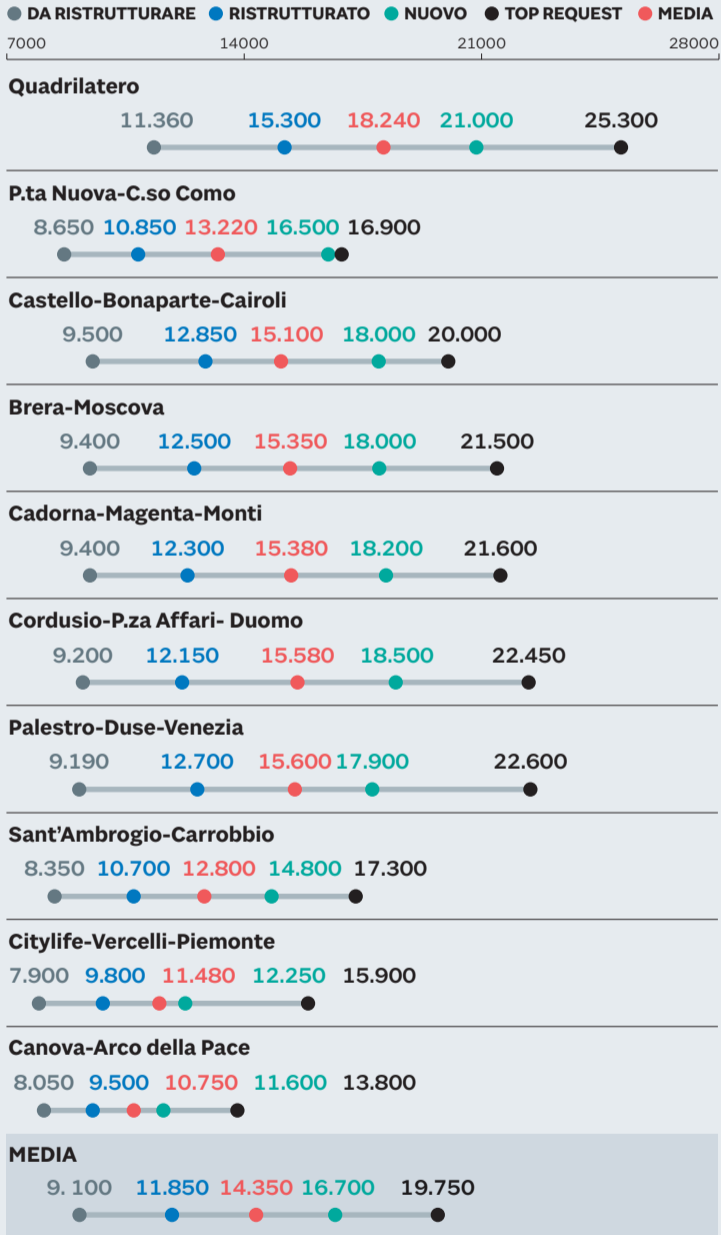 DA RISTRUTTURARE RISTRUTTURATO NUOVO TOP REQUEST MEDIA
7000 14000 21000 28000
Quadrilatero
11.360 15.300 18.240 21.000 25.300
P.ta Nuova-C.so Como
8.650 10.850 13.220 16.500 16.900
Castello-Bonaparte-Cairoli
9.500 12.850 15.100 18.000 20.000
Brera-Moscova
9.400 12.500 15.350 18.000 21.500
Cadorna-Magenta-Monti
9.400 12.300 15.380 18.200 21.600
Cordusio-P.za Affari- Duomo
9.200 12.150 15.580 18.500 22.450
Palestro-Duse-Venezia
9.190 12.700 15.600 17.900 22.600
Sant’Ambrogio-Carrobbio
8.350 10.700 12.800 14.800 17.300
Citylife-Vercelli-Piemonte
7.900 9.800 11.480 12.250 15.900
Canova-Arco della Pace
8.050 9.500 10.750 11.600 13.800
MEDIA
9. 100 11.850 14.350 16.700 19.750